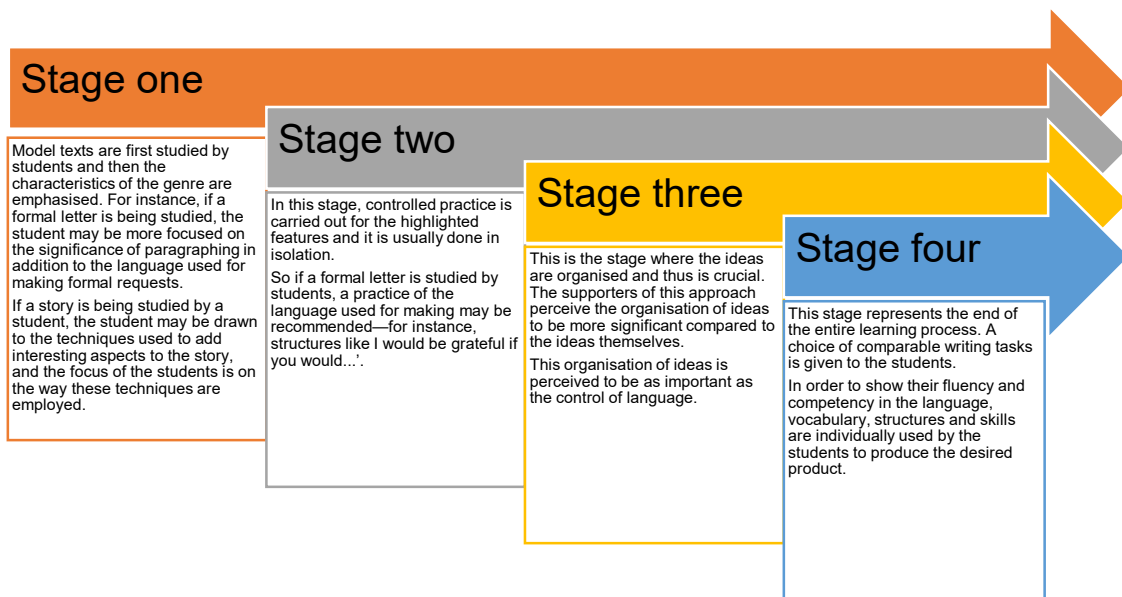 Stage one
Model texts are first studied by
students and then the
characteristics of the genre are
emphasised. For instance, if a
formal letter is being studied, the
student may be more focused on
the significance of paragraphing in
addition to the language used for
making formal requests.
If a story is being studied by a
student, the student may be drawn
to the techniques used to add
interesting aspects to the story,
and the focus of the students is on
the way these techniques are
employed.
Stage two
In this stage, controlled practice is
carried out for the highlighted
features and it is usually done in
isolation.
So if a formal letter is studied by
students, a practice of the
language used for making may be
recommended—for instance,
structures like I would be grateful if
you would...'.
Stage three
This is the stage where the ideas
are organised and thus is crucial.
The supporters of this approach
perceive the organisation of ideas
to be more significant compared to
the ideas themselves.
This organisation of ideas is
perceived to be as important as
the control of language.
Stage four
This stage represents the end of
the entire learning process. A
choice of comparable writing tasks
is given to the students.
In order to show their fluency and
competency in the language,
vocabulary, structures and skills
are individually used by the
students to produce the desired
product.